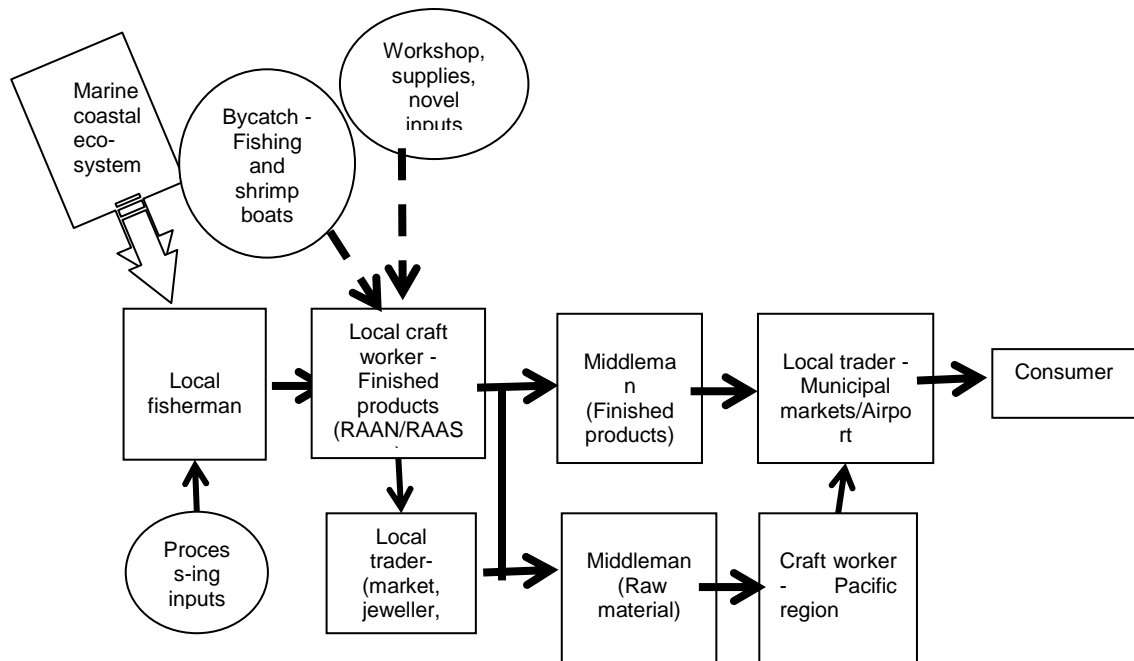 Marine
coastal
eco-
system
Bycatch -
Fishing
and
shrimp
boats
Workshop,
supplies,
novel
inputs
Local
fisherman
Local craft
worker -
Finished
products
(RAAN/RAAS
)
Middlema
n
(Finished
products)
Local trader -
Municipal
markets/Airpo
rt
Consumer
Proces
s-ing
inputs
Local
trader-
(market,
jeweller,
Middleman
(Raw
material)
Craft worker
- Pacific
region